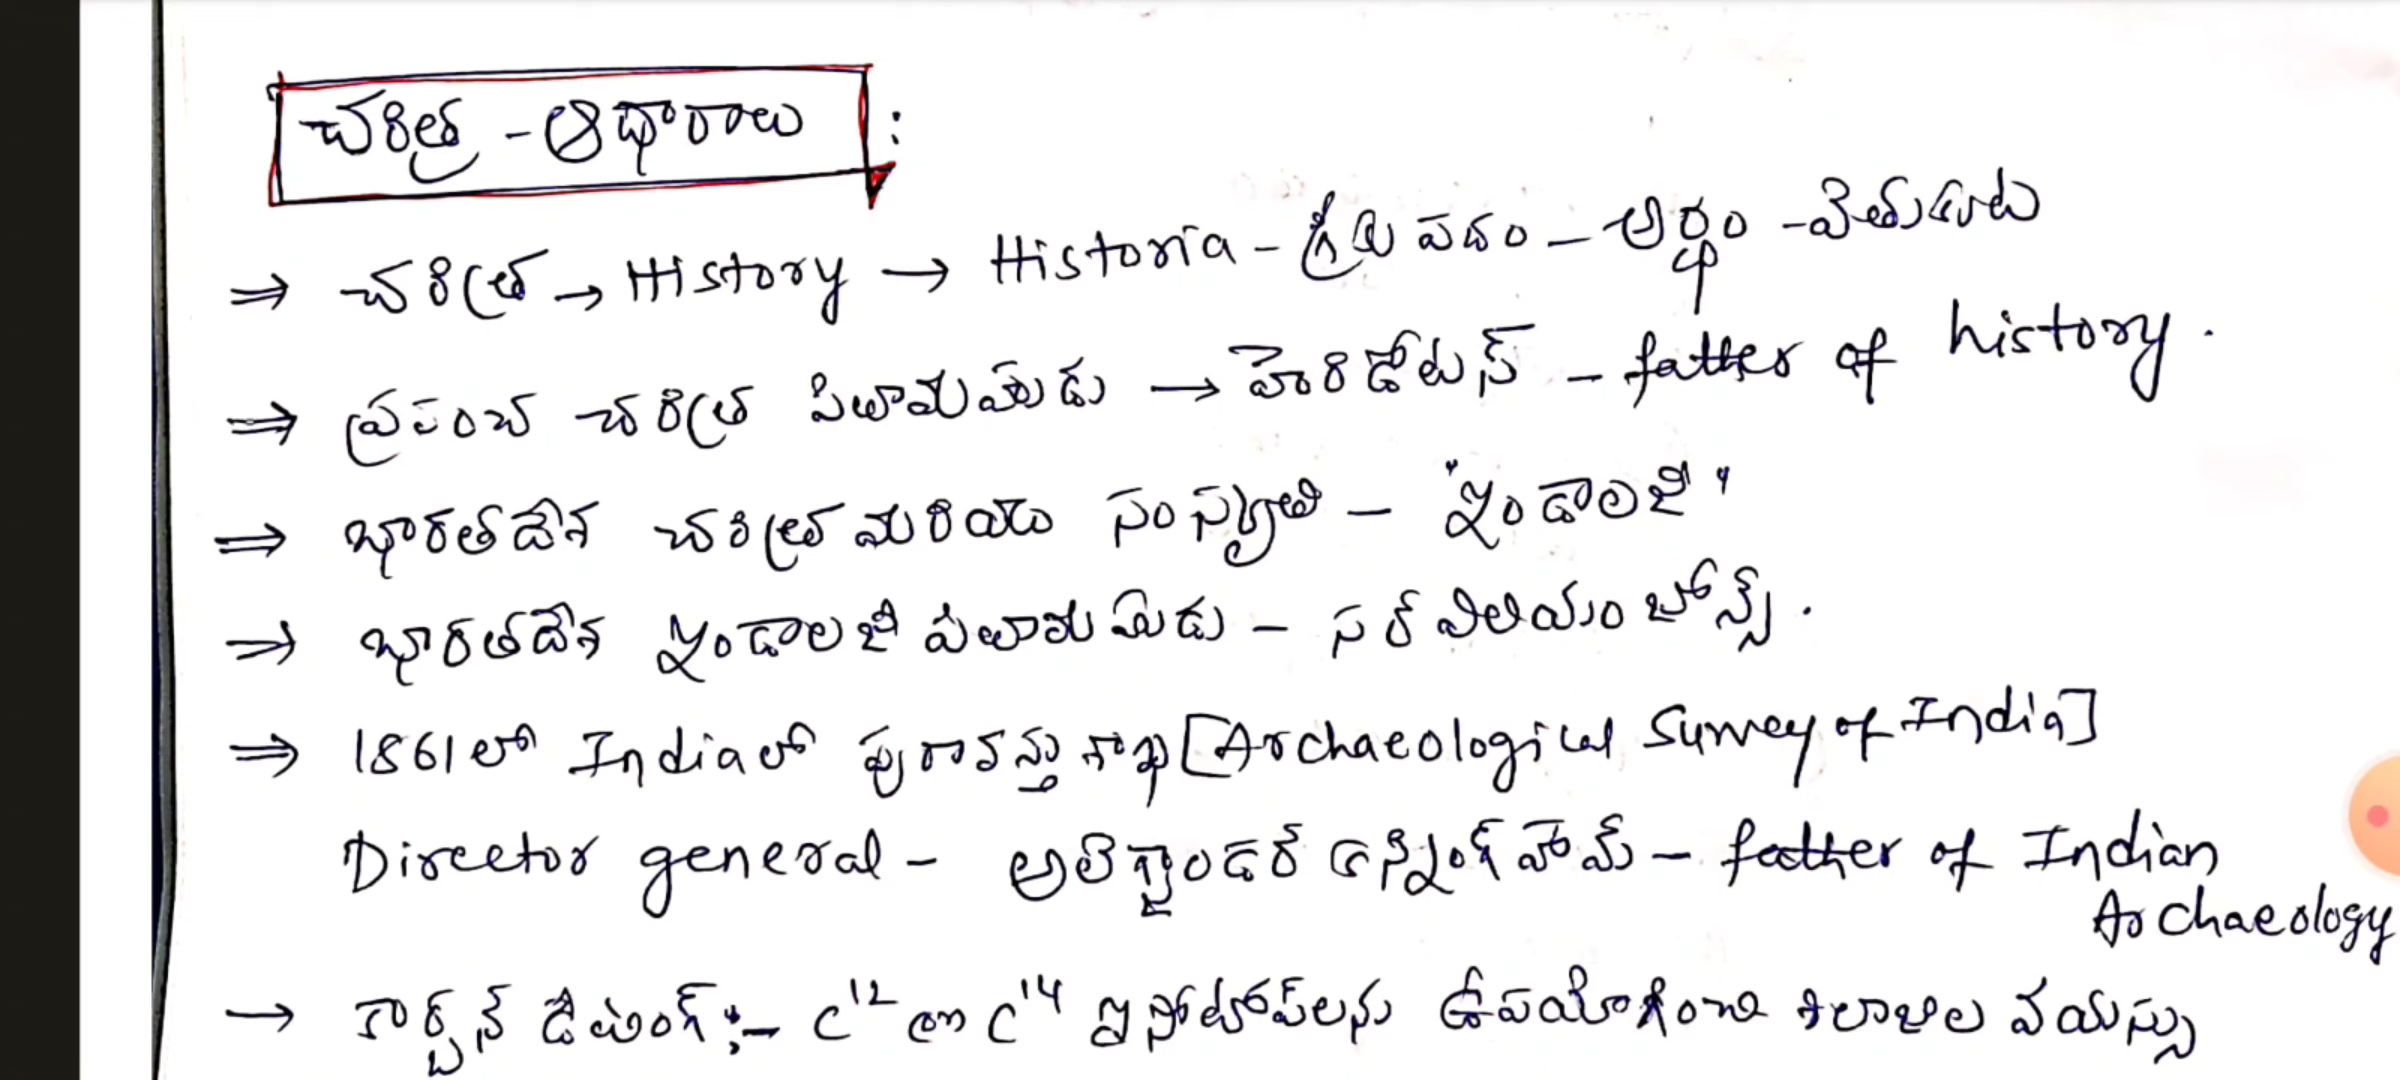 చరిత్ర - ఆధారాలు :
⇒ చరిత్ర → History → Historia - గ్రీకు పదం - అర్థం - వెతుకుట
⇒ ప్రపంచ చరిత్ర పితామహుడు → హెరిడోటస్ - father of history.
⇒ భారతదేశ చరిత్ర మరియు సంస్కృతి - "ఇండాలజీ"
⇒ భారతదేశ ఇండాలజీ పితామహుడు - సర్ విలియం జోన్స్.
⇒ 1861లో Indiaలో పురావస్తు శాఖ [Archaeological Survey of India]
Director general - అలెగ్జాండర్ కన్నింగ్ హామ్ - father of Indian
Archaeology
→ కార్బన్ డేటింగ్ :- C¹² లేదా C¹⁴ ఐసోటోప్‌లను ఉపయోగించి శిలాజాల వయస్సు